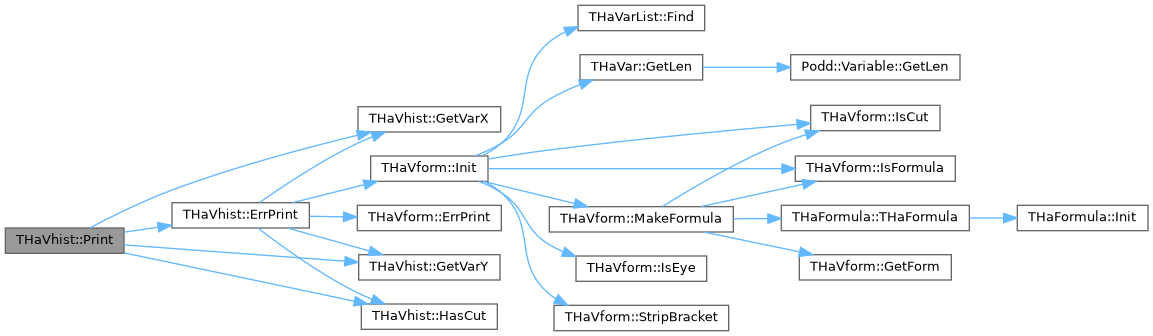 THaVarList::Find
THaVar::GetLen
Podd::Variable::GetLen
THaVhist::GetVarX
THaVform::IsCut
THaVform::Init
THaVform::IsFormula
THaVhist::ErrPrint
THaVform::ErrPrint
THaVform::MakeFormula
THaFormula::THaFormula
THaFormula::Init
THaVhist::Print
THaVhist::GetVarY
THaVform::IsEye
THaVform::GetForm
THaVhist::HasCut
THaVform::StripBracket